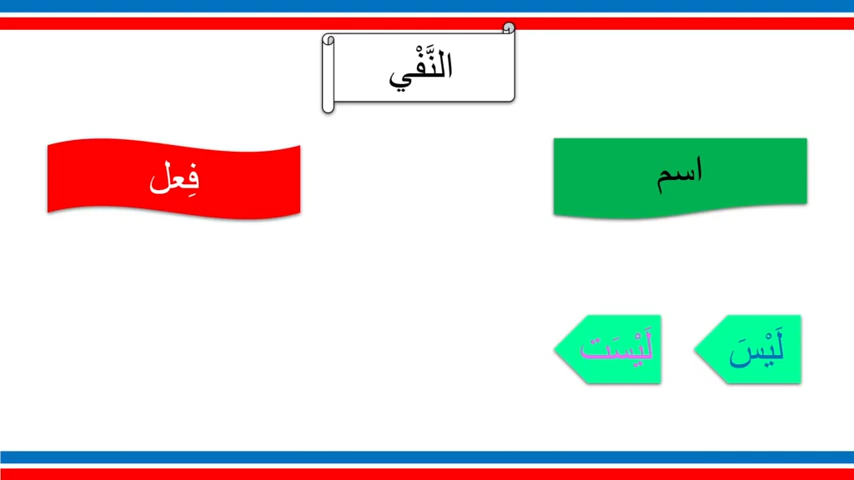 النَّفْي
اسم
فِعل
لَيْسَ
لَيْسَت